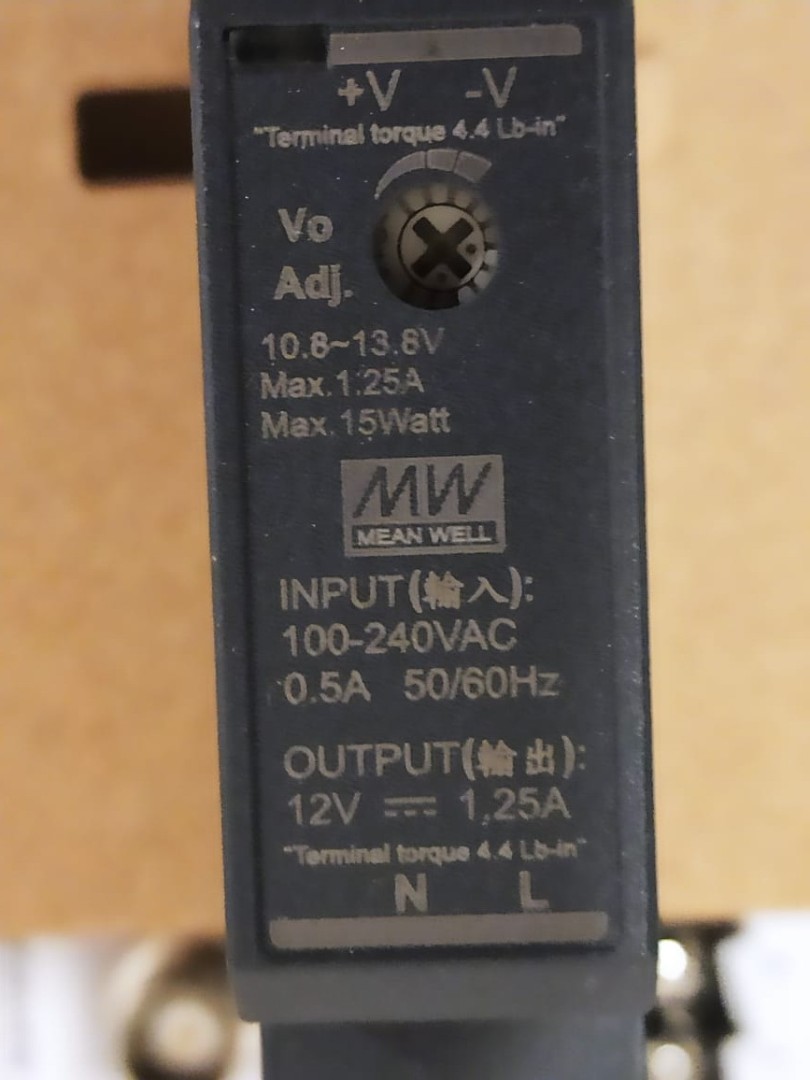 +V -V
"Terminal torque 4.4 Lb-in"
Vo
Adj.
10.8~13.8V
Max.1.25A
Max.15Watt
MW
MEAN WELL
INPUT(輸入):
100-240VAC
0.5A 50/60Hz
OUTPUT(輸出):
12V ⎓ 1.25A
"Terminal torque 4.4 Lb-in"
N L